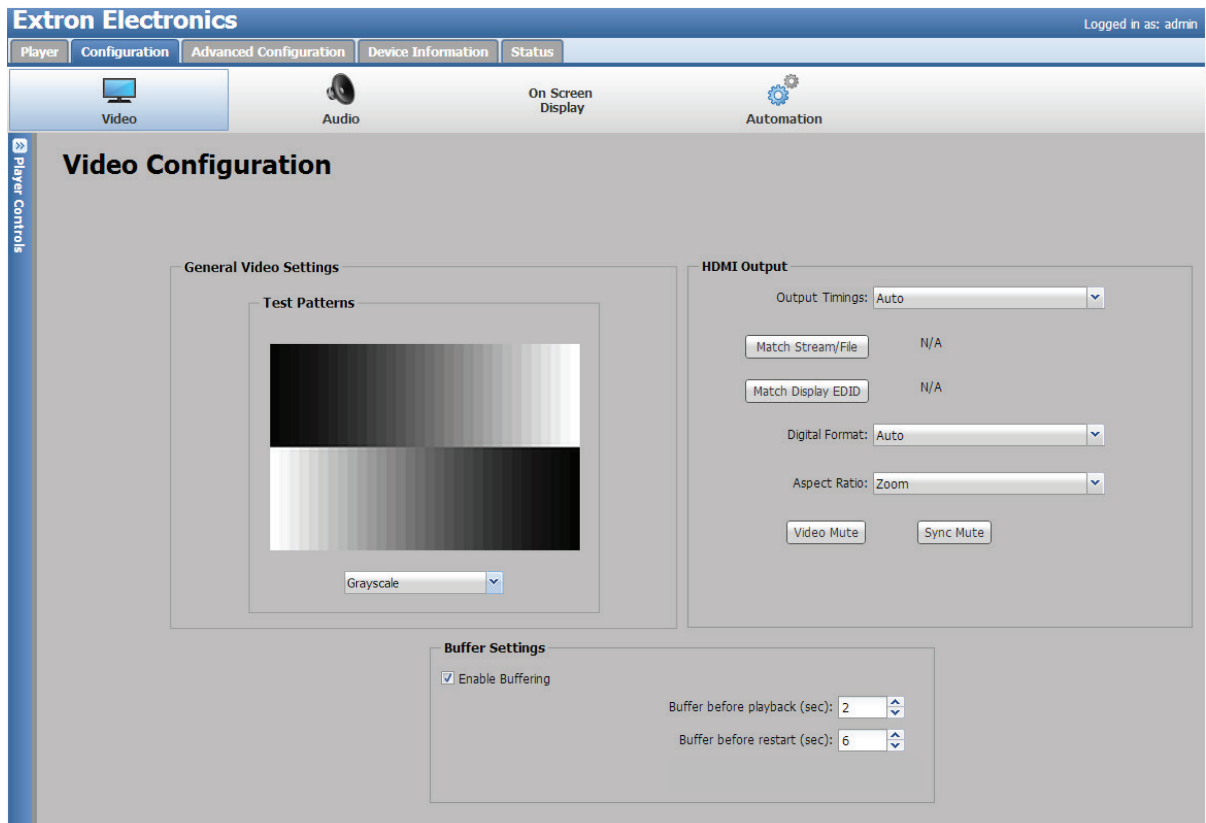 Extron Electronics
Logged in as: admin
Player
Configuration
Advanced Configuration
Device Information
Status
Video
Audio
On Screen
Display
Automation
Player Controls
Video Configuration
General Video Settings
Test Patterns
Grayscale
HDMI Output
Output Timings: Auto
Match Stream/File N/A
Match Display EDID N/A
Digital Format: Auto
Aspect Ratio: Zoom
Video Mute Sync Mute
Buffer Settings
Enable Buffering
Buffer before playback (sec): 2
Buffer before restart (sec): 6